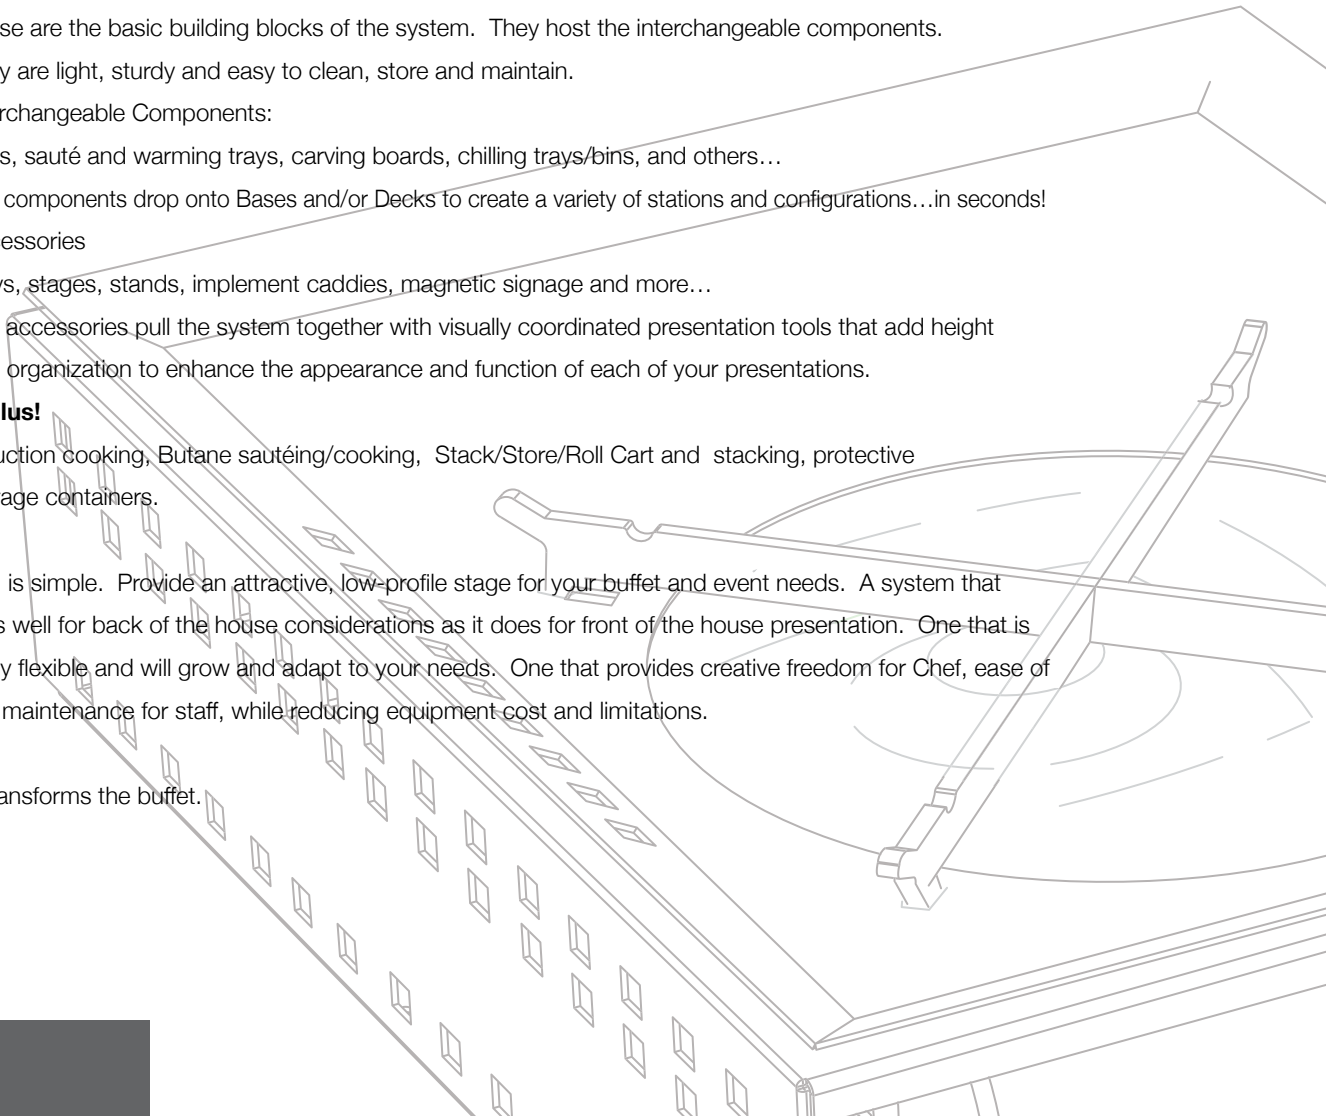 se are the basic building blocks of the system.  They host the interchangeable components.
y are light, sturdy and easy to clean, store and maintain.
rchangeable Components:
s, sauté and warming trays, carving boards, chilling trays/bins, and others…
components drop onto Bases and/or Decks to create a variety of stations and configurations…in seconds!
essories
ys, stages, stands, implement caddies, magnetic signage and more…
accessories pull the system together with visually coordinated presentation tools that add height
organization to enhance the appearance and function of each of your presentations.
lus!
uction cooking, Butane sautéing/cooking,  Stack/Store/Roll Cart and  stacking, protective
age containers.
is simple.  Provide an attractive, low-profile stage for your buffet and event needs.  A system that
s well for back of the house considerations as it does for front of the house presentation.  One that is
y flexible and will grow and adapt to your needs.  One that provides creative freedom for Chef, ease of
maintenance for staff, while reducing equipment cost and limitations.
ansforms the buffet.